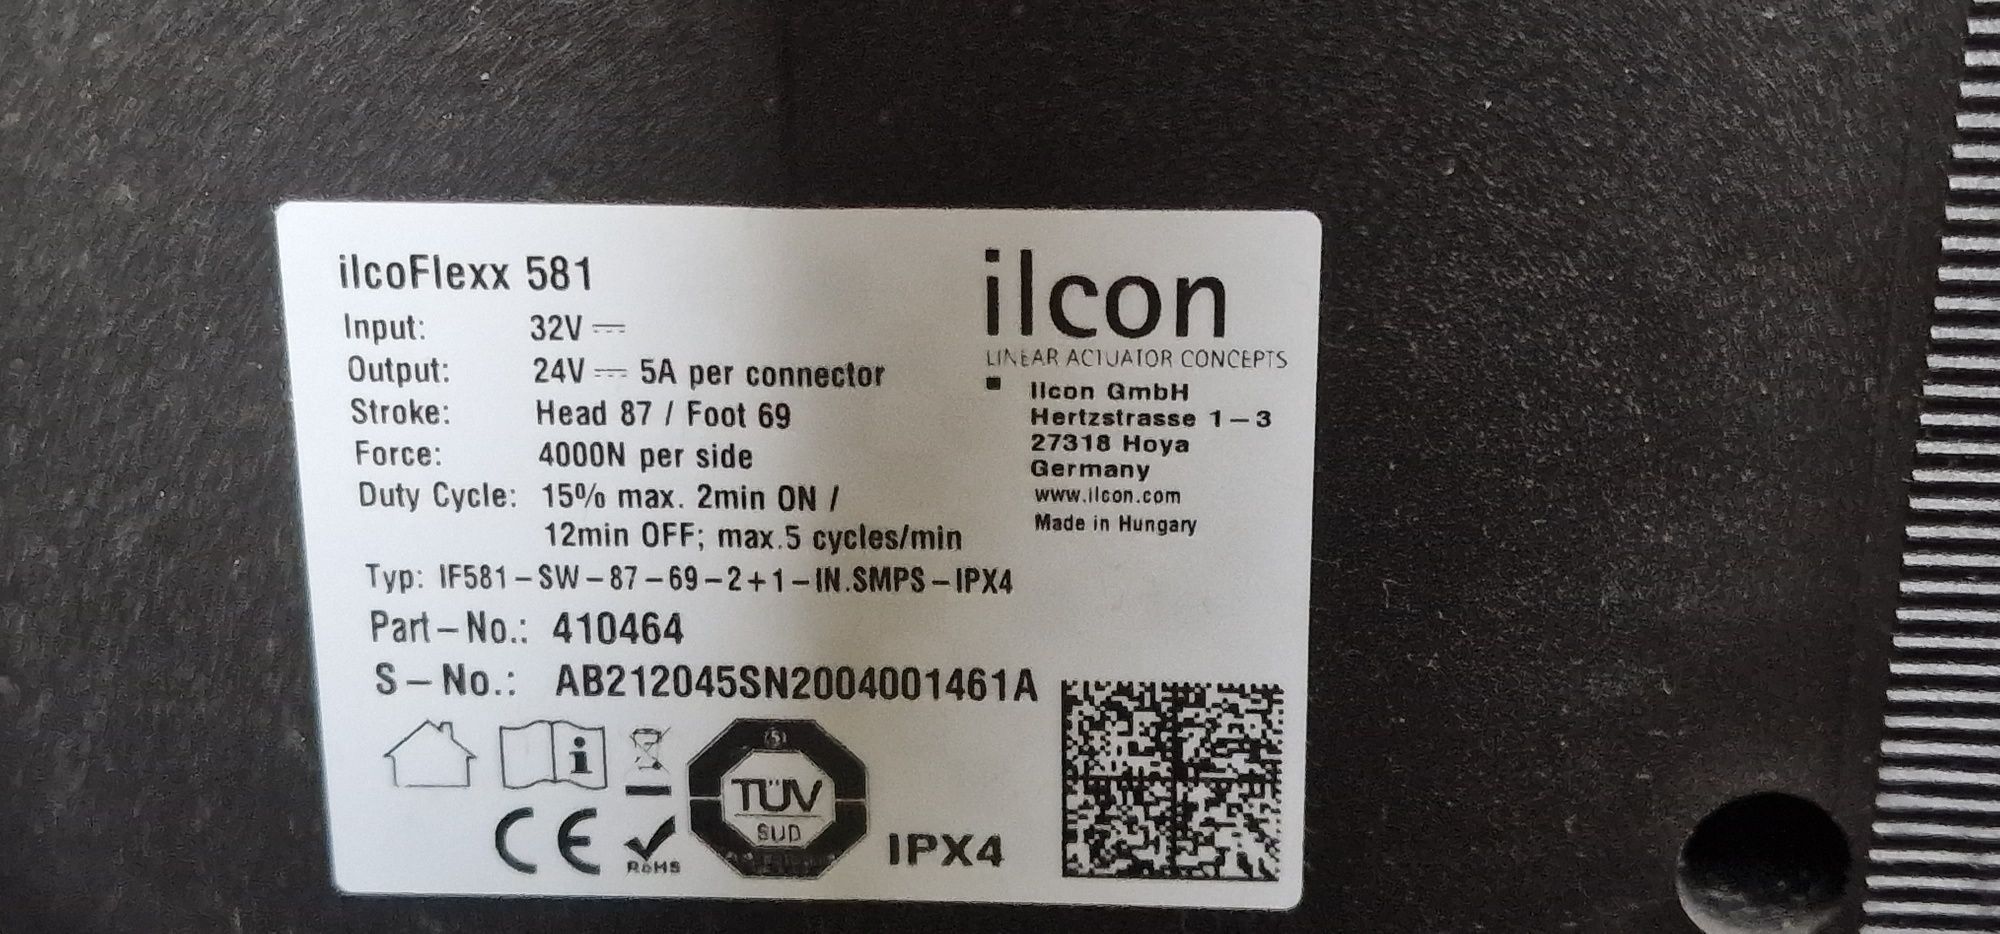 ilcoFlexx 581
Input: 32V
Output: 24V 5A per connector
Stroke: Head 87 / Foot 69
Force: 4000N per side
Duty Cycle: 15% max. 2min ON /
12min OFF; max.5 cycles/min
Typ: IF581-SW-87-69-2+1-IN.SMPS-IPX4
Part-No.: 410464
S-No.: AB212045SN2004001461A
ilcon
LINEAR ACTUATOR CONCEPTS
Ilcon GmbH
Hertzstrasse 1-3
27318 Hoya
Germany
www.ilcon.com
Made in Hungary
TÜV
SUD
CE
RoHS
IPX4